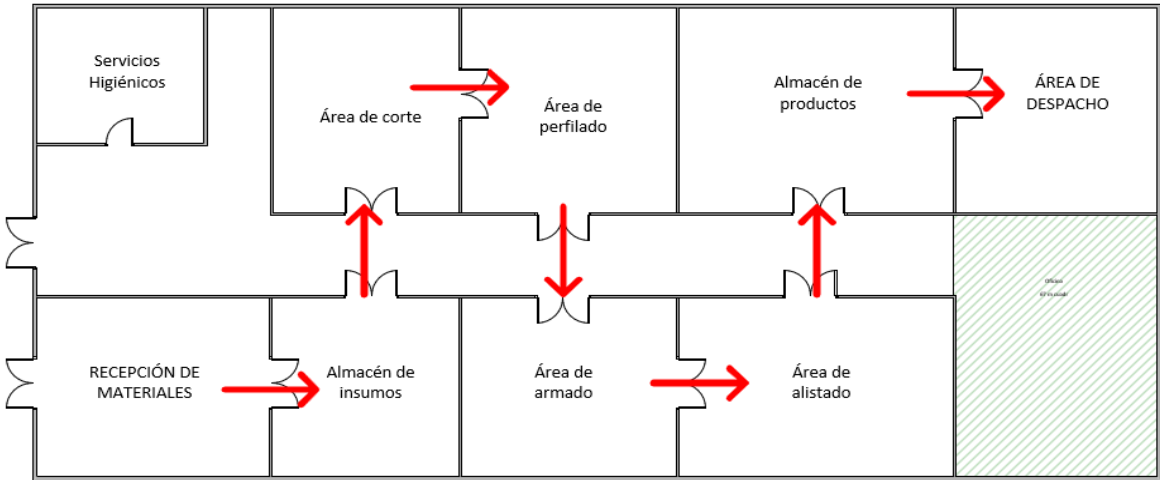 Servicios
Higiénicos
Área de corte
Área de
perfilado
Almacén de
productos
ÁREA DE
DESPACHO
RECEPCIÓN DE
MATERIALES
Almacén de
insumos
Área de
armado
Área de
alistado